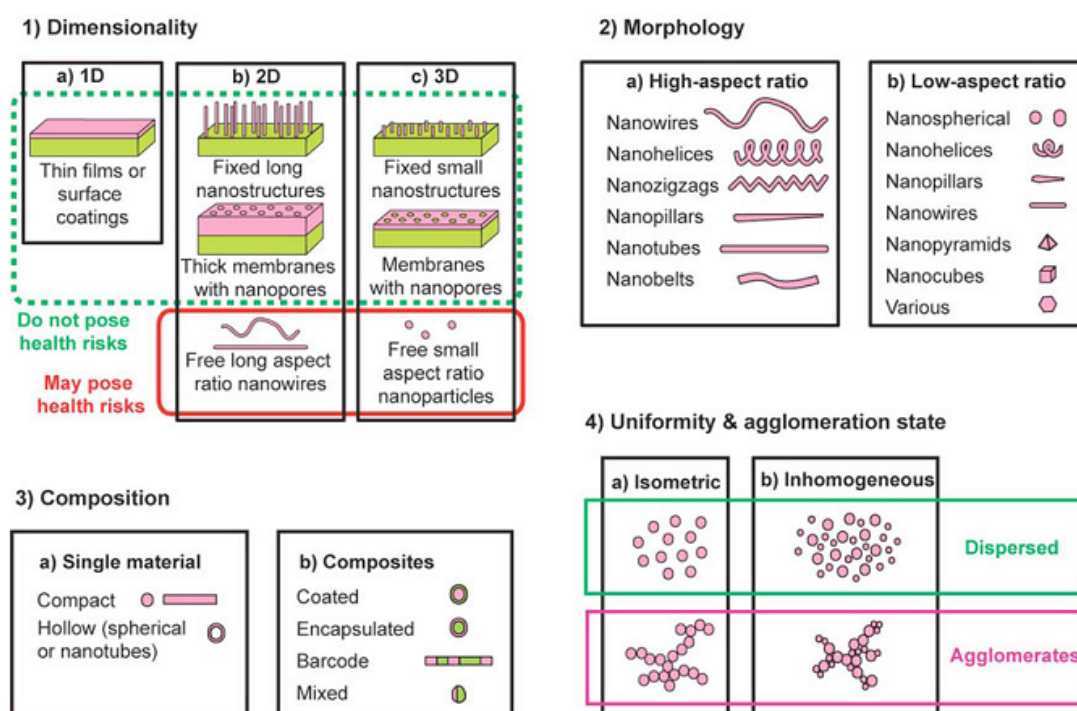 1) Dimensionality
a) 1D
b) 2D
c) 3D
Thin films or
surface
coatings
Fixed long
nanostructures
Thick membranes
with nanopores
Fixed small
nanostructures
Membranes
with nanopores
Do not pose
health risks
May pose
health risks
Free long aspect
ratio nanowires
Free small
aspect ratio
nanoparticles
2) Morphology
a) High-aspect ratio
Nanowires
Nanohelices
Nanozigzags
Nanopillars
Nanotubes
Nanobelts
b) Low-aspect ratio
Nanospherical
Nanohelices
Nanopillars
Nanowires
Nanopyramids
Nanocubes
Various
3) Composition
a) Single material
Compact
Hollow (spherical
or nanotubes)
b) Composites
Coated
Encapsulated
Barcode
Mixed
4) Uniformity & agglomeration state
a) Isometric
b) Inhomogeneous
Dispersed
Agglomerates